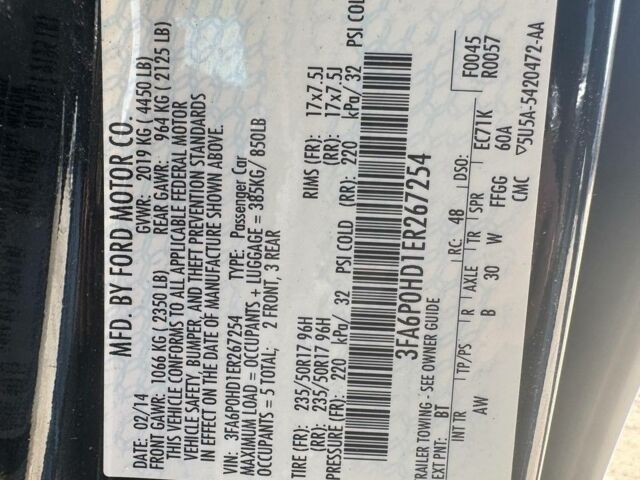 MFD. BY FORD MOTOR CO.
DATE: 02/14 GVWR: 2019 KG ( 4450 LB)
FRONT GAWR: 1066 KG ( 2350 LB) REAR GAWR: 964 KG ( 2125 LB)
THIS VEHICLE CONFORMS TO ALL APPLICABLE FEDERAL MOTOR
VEHICLE SAFETY, BUMPER, AND THEFT PREVENTION STANDARDS
IN EFFECT ON THE DATE OF MANUFACTURE SHOWN ABOVE.
VIN: 3FA6P0HD1ER267254 TYPE: Passenger Car
MAXIMUM LOAD = OCCUPANTS + LUGGAGE = 385KG/ 850LB
OCCUPANTS = 5 TOTAL: 2 FRONT, 3 REAR
TIRE (FR): 235/50R17 96H RIMS (FR): 17x7.5J
(RR): 235/50R17 96H (RR): 17x7.5J
PRESSURE (FR): 220 kPa/ 32 PSI COLD (RR): 220 kPa/ 32 PSI COLD
3FA6P0HD1ER267254
TRAILER TOWING - SEE OWNER GUIDE
EXT PNT: BT RC: 48 DSO: F0045
R0057
INT TR TP/PS R AXLE TR SPR EC71K
AW B 30 W FFGG 60A
CMC ▽5U5A-5420472-AA